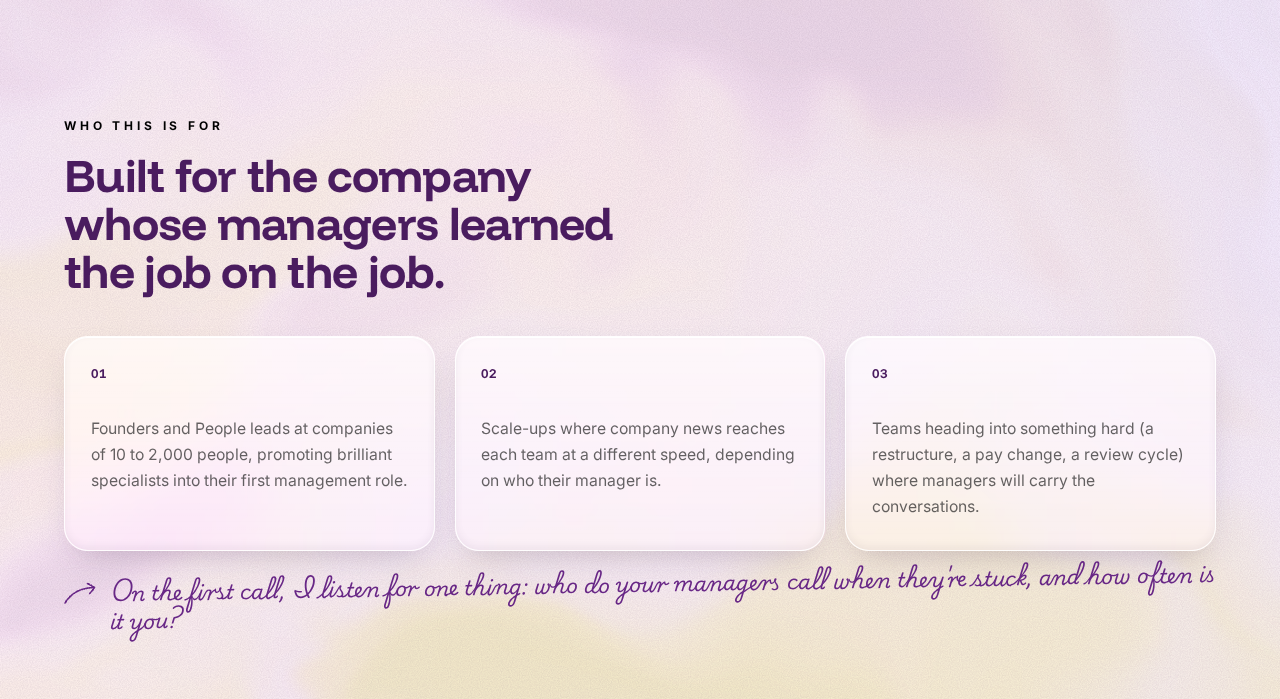 WHO THIS IS FOR
Built for the company
whose managers learned
the job on the job.
01
Founders and People leads at companies
of 10 to 2,000 people, promoting brilliant
specialists into their first management role.
02
Scale-ups where company news reaches
each team at a different speed, depending
on who their manager is.
03
Teams heading into something hard (a
restructure, a pay change, a review cycle)
where managers will carry the
conversations.
On the first call, I listen for one thing: who do your managers call when they're stuck, and how often is
it you?